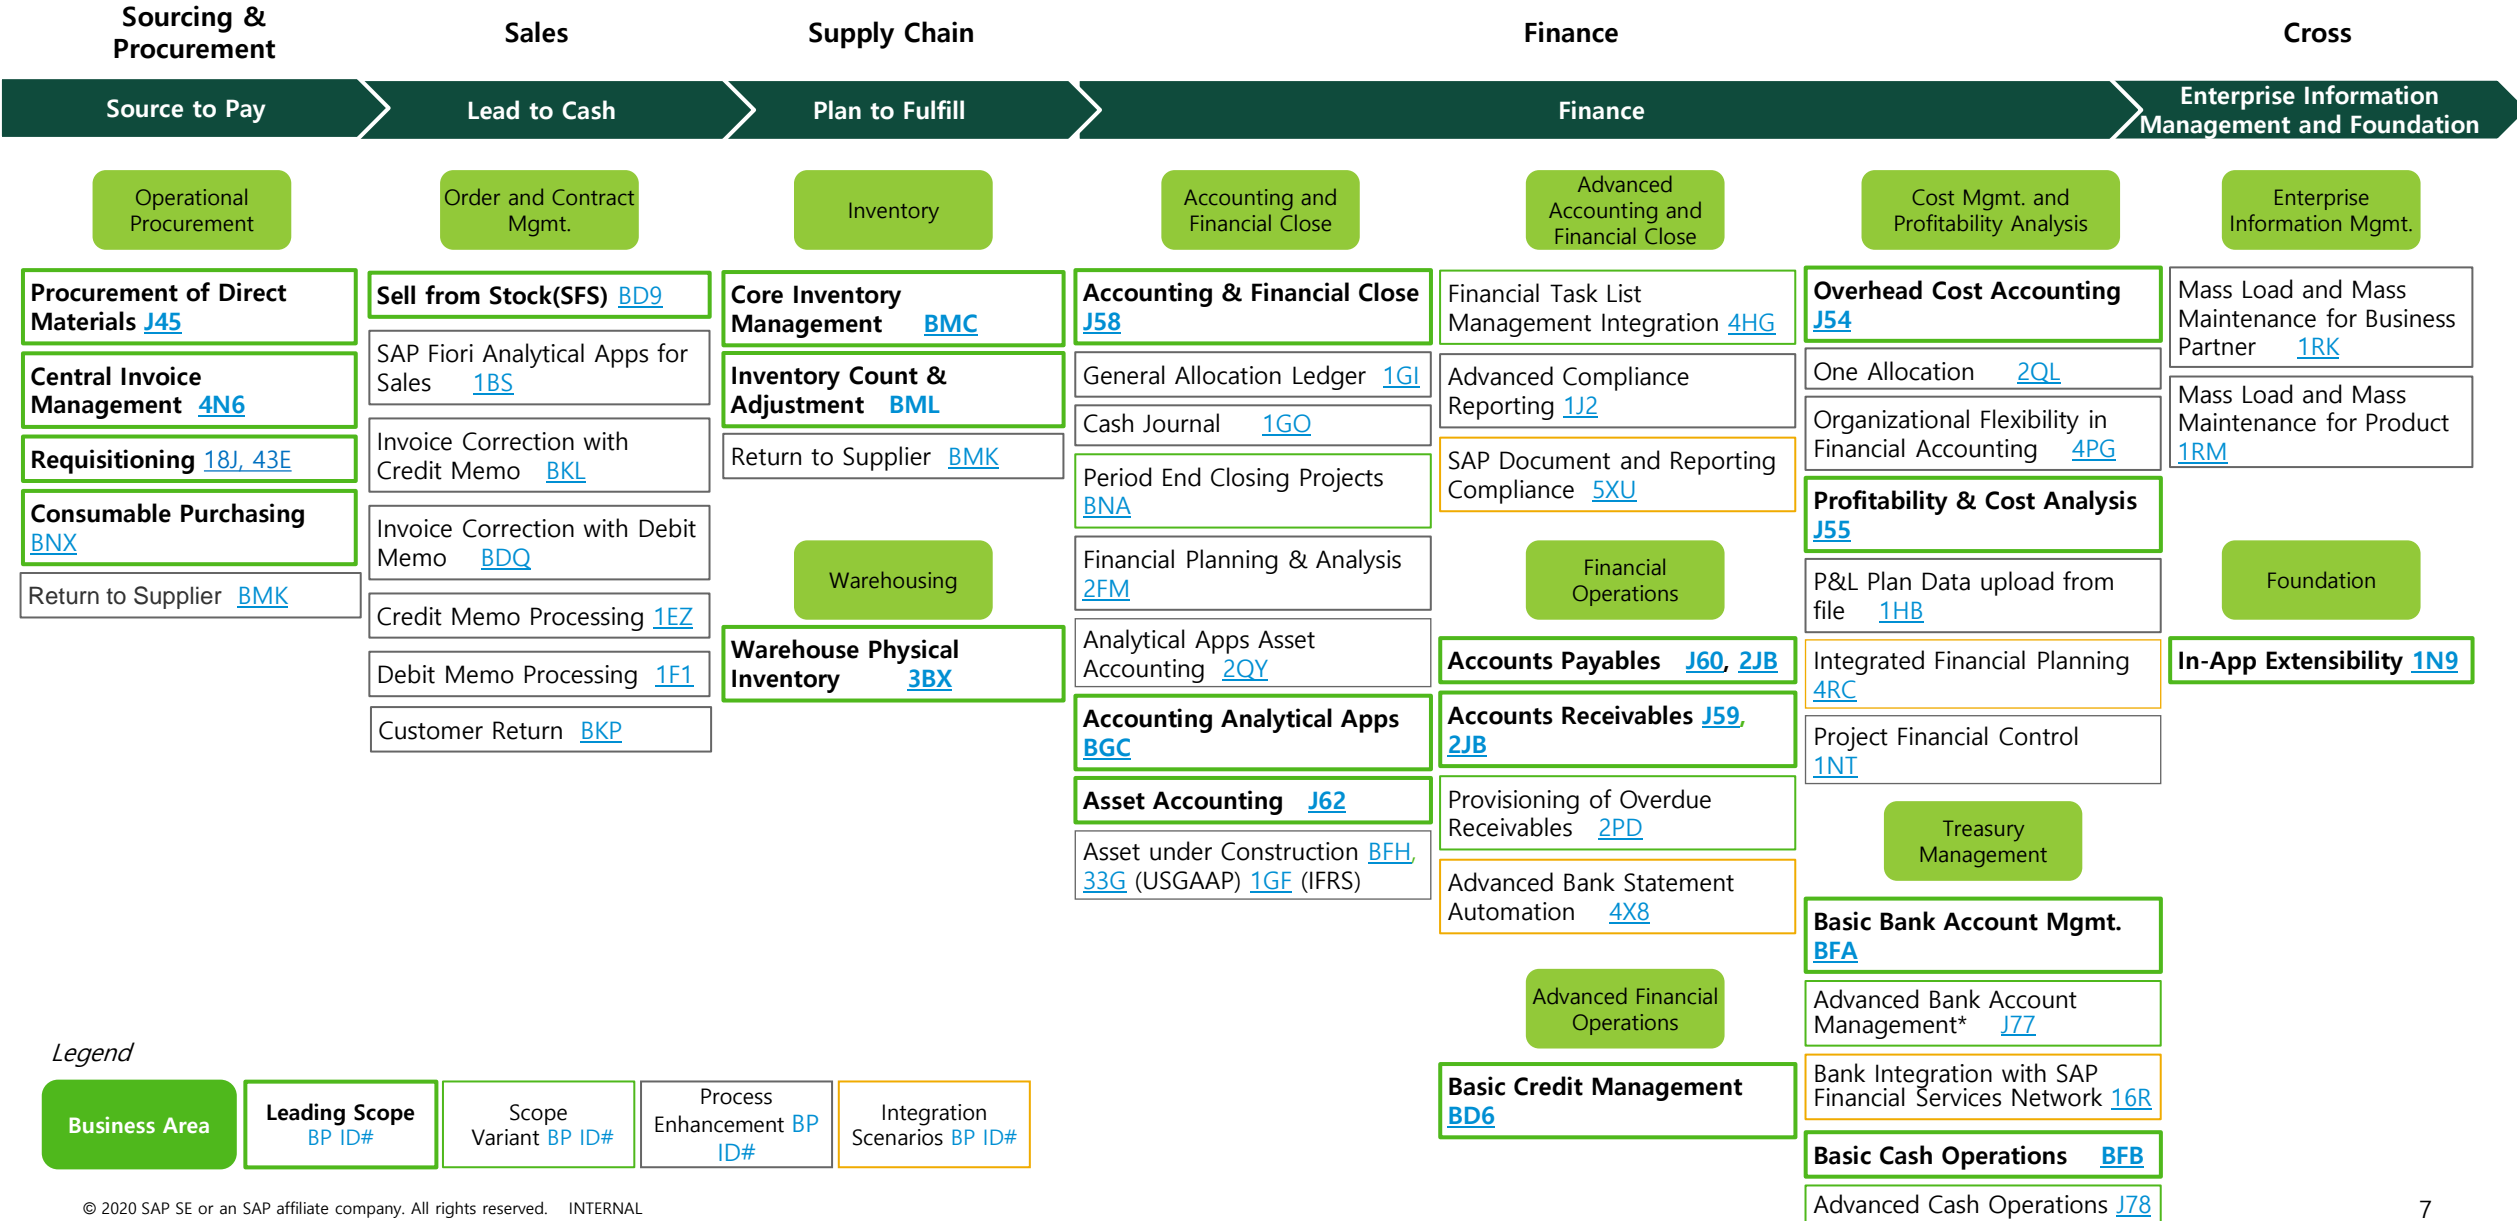 Sourcing &
Procurement
Sales
Supply Chain
Finance
Cross
Source to Pay
Lead to Cash
Plan to Fulfill
Finance
Enterprise Information
Management and Foundation
Operational
Procurement
Procurement of Direct
Materials J45
Central Invoice
Management 4N6
Requisitioning 18J, 43E
Consumable Purchasing
BNX
Return to Supplier BMK
Order and Contract
Mgmt.
Sell from Stock(SFS) BD9
SAP Fiori Analytical Apps for
Sales 1BS
Invoice Correction with
Credit Memo BKL
Invoice Correction with Debit
Memo BDQ
Credit Memo Processing 1EZ
Debit Memo Processing 1F1
Customer Return BKP
Inventory
Core Inventory
Management BMC
Inventory Count &
Adjustment BML
Return to Supplier BMK
Warehousing
Warehouse Physical
Inventory 3BX
Accounting and
Financial Close
Accounting & Financial Close
J58
General Allocation Ledger 1GI
Cash Journal 1GO
Period End Closing Projects
BNA
Financial Planning & Analysis
2FM
Analytical Apps Asset
Accounting 2QY
Accounting Analytical Apps
BGC
Asset Accounting J62
Asset under Construction BFH,
33G (USGAAP) 1GF (IFRS)
Advanced
Accounting and
Financial Close
Financial Task List
Management Integration 4HG
Advanced Compliance
Reporting 1J2
SAP Document and Reporting
Compliance 5XU
Financial
Operations
Accounts Payables J60, 2JB
Accounts Receivables J59,
2JB
Provisioning of Overdue
Receivables 2PD
Advanced Bank Statement
Automation 4X8
Advanced Financial
Operations
Basic Credit Management
BD6
Cost Mgmt. and
Profitability Analysis
Overhead Cost Accounting
J54
One Allocation 2QL
Organizational Flexibility in
Financial Accounting 4PG
Profitability & Cost Analysis
J55
P&L Plan Data upload from
file 1HB
Integrated Financial Planning
4RC
Project Financial Control
1NT
Treasury
Management
Basic Bank Account Mgmt.
BFA
Advanced Bank Account
Management* J77
Bank Integration with SAP
Financial Services Network 16R
Basic Cash Operations BFB
Advanced Cash Operations J78
Enterprise
Information Mgmt.
Mass Load and Mass
Maintenance for Business
Partner 1RK
Mass Load and Mass
Maintenance for Product
1RM
Foundation
In-App Extensibility 1N9
Legend
Business Area
Leading Scope
BP ID#
Scope
Variant BP ID#
Process
Enhancement BP
ID#
Integration
Scenarios BP ID#
© 2020 SAP SE or an SAP affiliate company. All rights reserved. INTERNAL
7